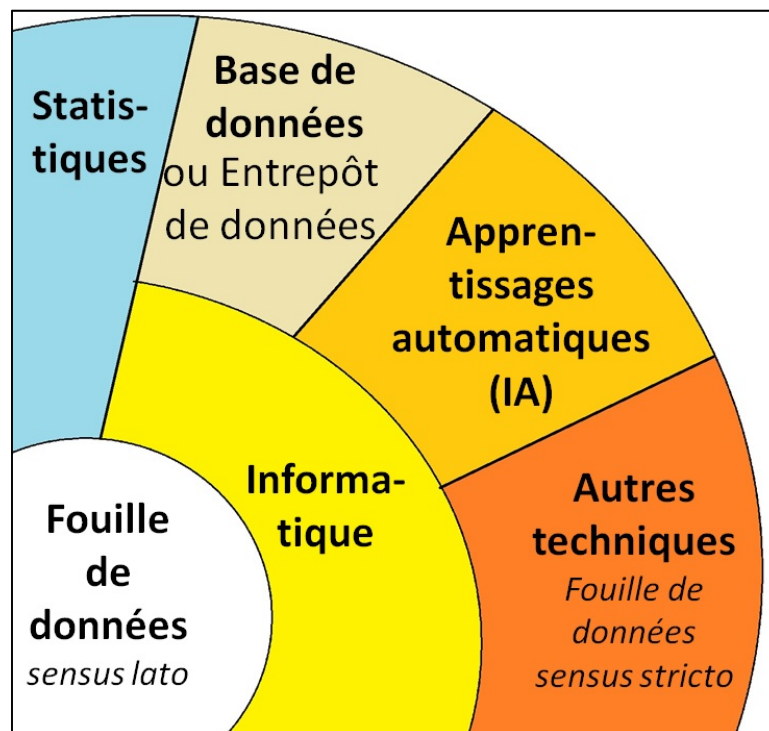 Statis-
tiques
Base de
données
ou Entrepôt
de données
Appren-
tissages
automatiques
(IA)
Informa-
tique
Autres
techniques
Fouille de
données
sensus stricto
Fouille
de
données
sensus lato